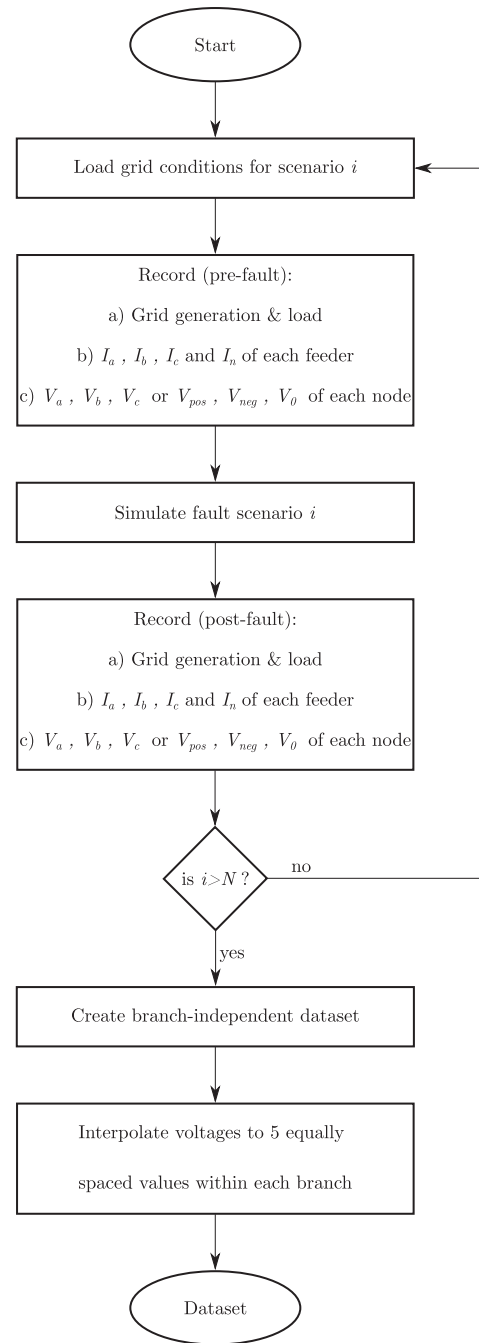 Start
Load grid conditions for scenario i
Record (pre-fault):
a) Grid generation & load
b) Ia , Ib , Ic and In of each feeder
c) Va , Vb , Vc or Vpos , Vneg , V0 of each node
Simulate fault scenario i
Record (post-fault):
a) Grid generation & load
b) Ia , Ib , Ic and In of each feeder
c) Va , Vb , Vc or Vpos , Vneg , V0 of each node
is i>N ?
no
yes
Create branch-independent dataset
Interpolate voltages to 5 equally
spaced values within each branch
Dataset